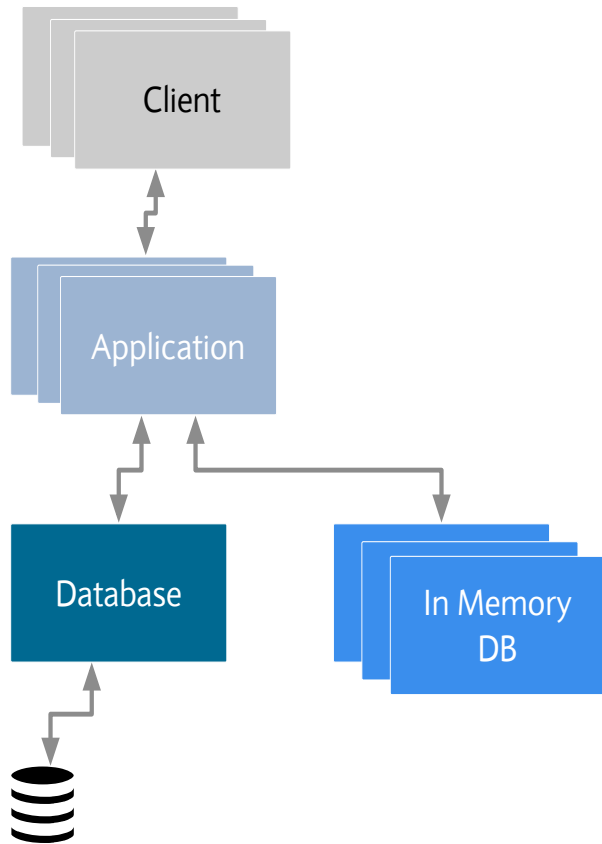 Client
Application
Database
In Memory
DB